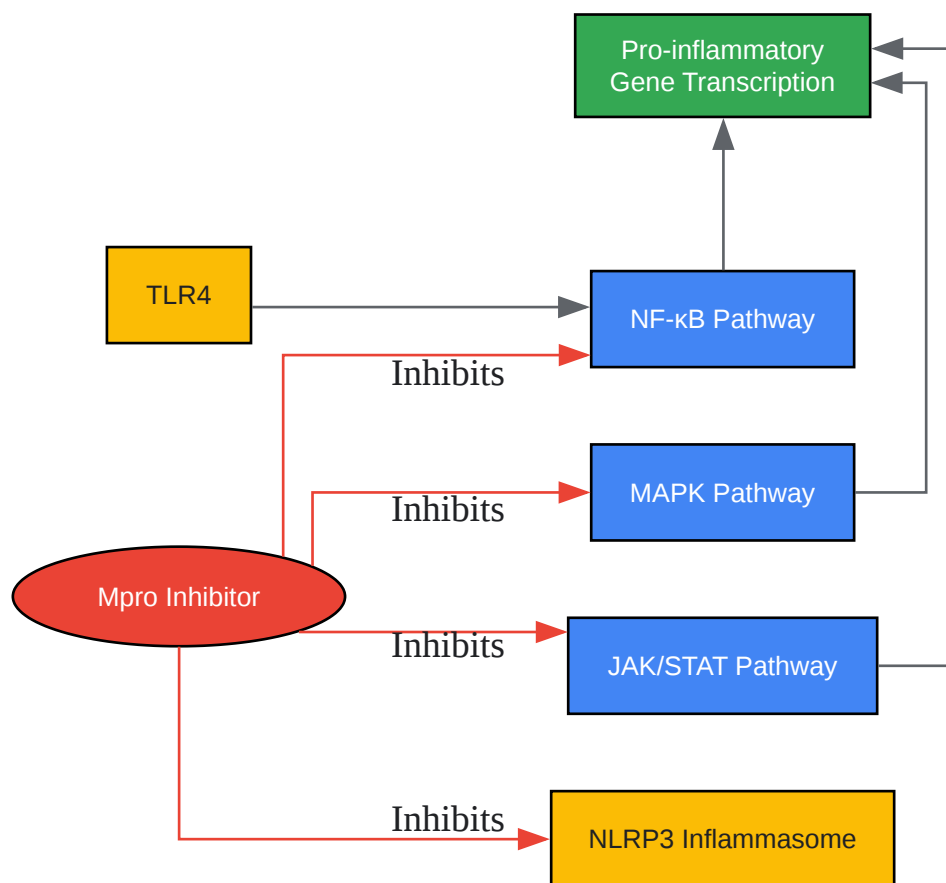 Pro-inflammatory
Gene Transcription
TLR4
NF-κB Pathway
Inhibits
MAPK Pathway
Inhibits
Mpro Inhibitor
Inhibits
JAK/STAT Pathway
Inhibits
NLRP3 Inflammasome